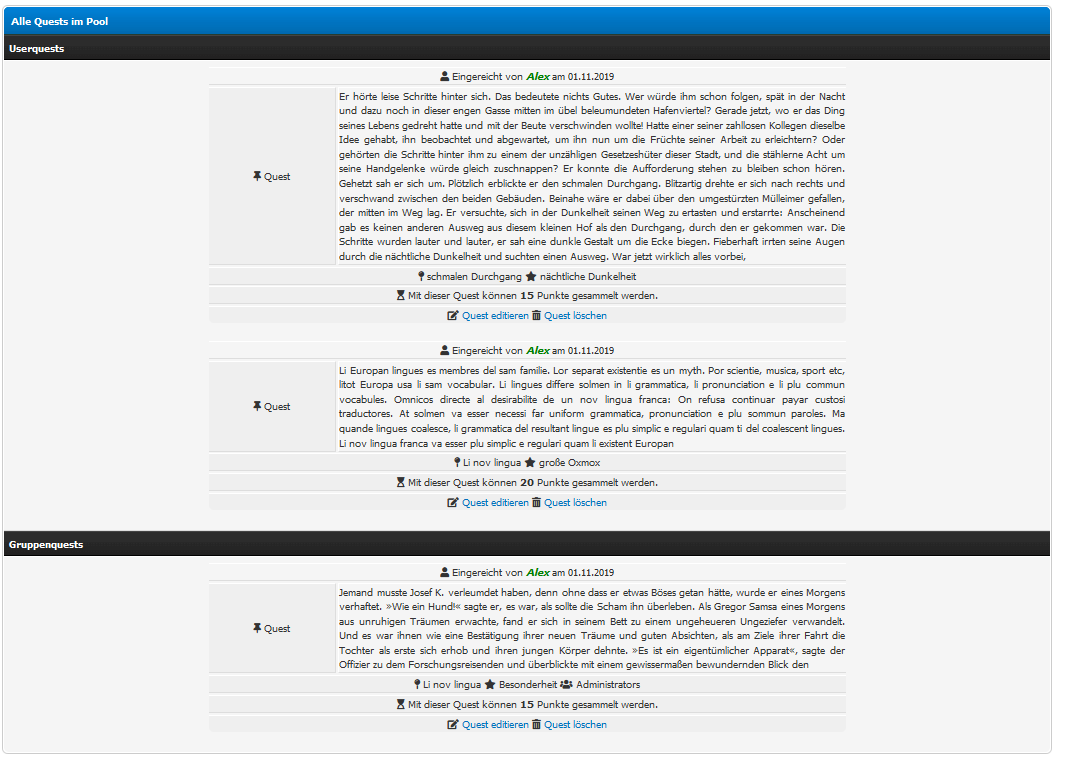 Alle Quests im Pool
Userquests
Eingereicht von Alex am 01.11.2019
Quest
Er hörte leise Schritte hinter sich. Das bedeutete nichts Gutes. Wer würde ihm schon folgen, spät in der Nacht
und dazu noch in dieser engen Gasse mitten im übel beleumundeten Hafenviertel? Gerade jetzt, wo er das Ding
seines Lebens gedreht hatte und mit der Beute verschwinden wollte! Hatte einer seiner zahllosen Kollegen dieselbe
Idee gehabt, ihn beobachtet und abgewartet, um ihn nun um die Früchte seiner Arbeit zu erleichtern? Oder
gehörten die Schritte hinter ihm zu einem der unzähligen Gesetzeshüter dieser Stadt, und die stählerne Acht um
seine Handgelenke würde gleich zuschnappen? Er konnte die Aufforderung stehen zu bleiben schon hören.
Gehetzt sah er sich um. Plötzlich erblickte er den schmalen Durchgang. Blitzartig drehte er sich nach rechts und
verschwand zwischen den beiden Gebäuden. Beinahe wäre er dabei über den umgestürzten Mülleimer gefallen,
der mitten im Weg lag. Er versuchte, sich in der Dunkelheit seinen Weg zu ertasten und erstarrte: Anscheinend
gab es keinen anderen Ausweg aus diesem kleinen Hof als den Durchgang, durch den er gekommen war. Die
Schritte wurden lauter und lauter, er sah eine dunkle Gestalt um die Ecke biegen. Fieberhaft irrten seine Augen
durch die nächtliche Dunkelheit und suchten einen Ausweg. War jetzt wirklich alles vorbei,
schmalen Durchgang nächtliche Dunkelheit
Mit dieser Quest können 15 Punkte gesammelt werden.
Quest editieren Quest löschen
Eingereicht von Alex am 01.11.2019
Quest
Li Europan lingues es membres del sam familie. Lor separat existentie es un myth. Por scientie, musica, sport etc,
litot Europa usa li sam vocabular. Li lingues differe solmen in li grammatica, li pronunciation e li plu commun
vocabules. Omnicos directe al desirabilite de un nov lingua franca: On refusa continuar payar custosi
traductores. At solmen va esser necessi far uniform grammatica, pronunciation e plu sommun paroles. Ma
quande lingues coalesce, li grammatica del resultant lingue es plu simplic e regulari quam ti del coalescent lingues.
Li nov lingua franca va esser plu simplic e regulari quam li existent Europan
Li nov lingua große Oxmox
Mit dieser Quest können 20 Punkte gesammelt werden.
Quest editieren Quest löschen
Gruppenquests
Eingereicht von Alex am 01.11.2019
Quest
Jemand musste Josef K. verleumdet haben, denn ohne dass er etwas Böses getan hätte, wurde er eines Morgens
verhaftet. »Wie ein Hund!« sagte er, es war, als sollte die Scham ihn überleben. Als Gregor Samsa eines Morgens
aus unruhigen Träumen erwachte, fand er sich in seinem Bett zu einem ungeheueren Ungeziefer verwandelt.
Und es war ihnen wie eine Bestätigung ihrer neuen Träume und guten Absichten, als am Ziele ihrer Fahrt die
Tochter als erste sich erhob und ihren jungen Körper dehnte. »Es ist ein eigentümlicher Apparat«, sagte der
Offizier zu dem Forschungsreisenden und überblickte mit einem gewissermaßen bewundernden Blick den
Li nov lingua Besonderheit Administrators
Mit dieser Quest können 15 Punkte gesammelt werden.
Quest editieren Quest löschen